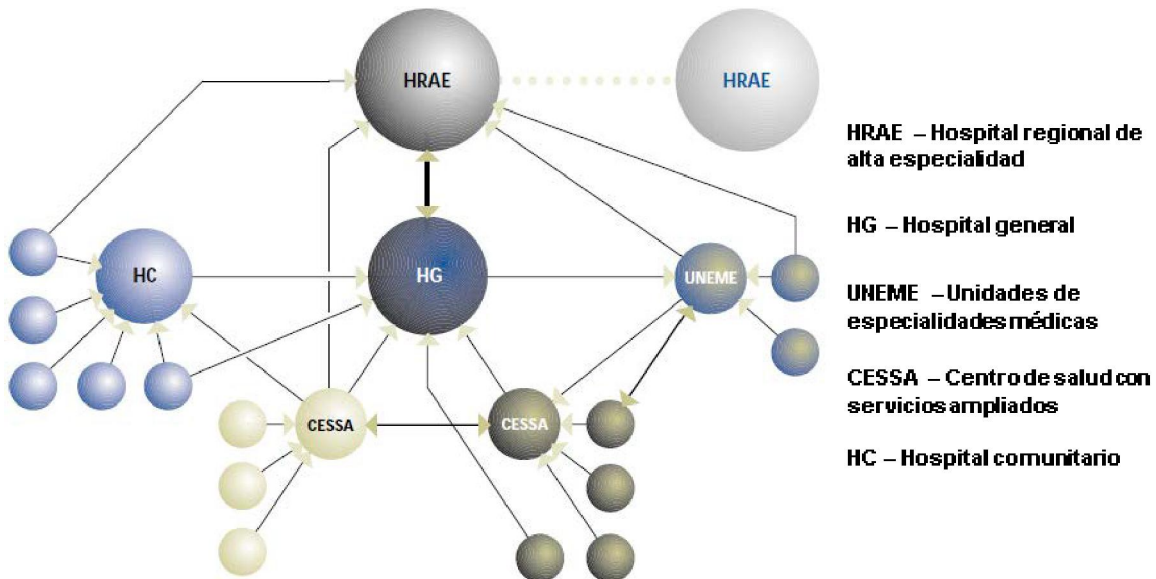 HRAE
HRAE
HRAE – Hospital regional de
alta especialidad
HG – Hospital general
HC
HG
UNEME
UNEME – Unidades de
especialidades médicas
CESSA – Centro de salud con
servicios ampliados
CESSA
CESSA
HC – Hospital comunitario